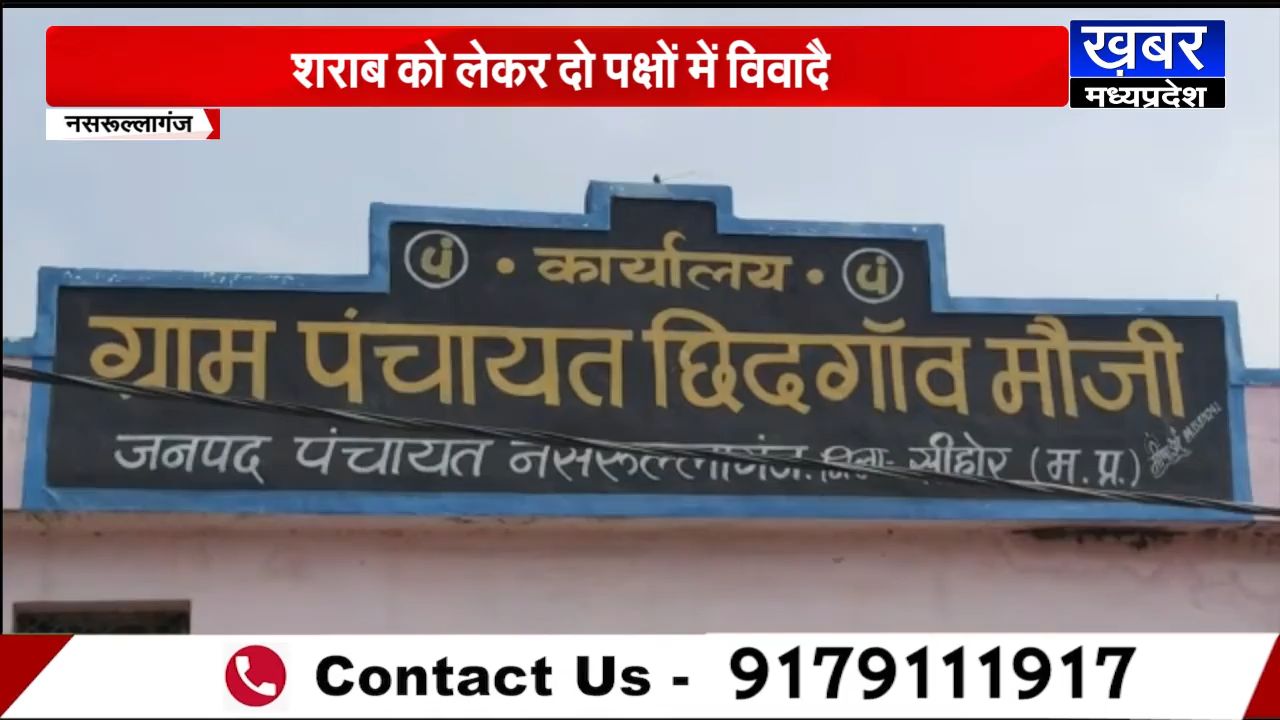 शराब को लेकर दो पक्षों में विवादै
ख़बर
मध्यप्रदेश
नसरूल्लागंज
पं • कार्यालय • पं
ग्राम पंचायत छिदगॉव मौजी
जनपद पंचायत नसरूल्लागंज. जिला- सीहोर (म.प्र.)
Contact Us - 9179111917